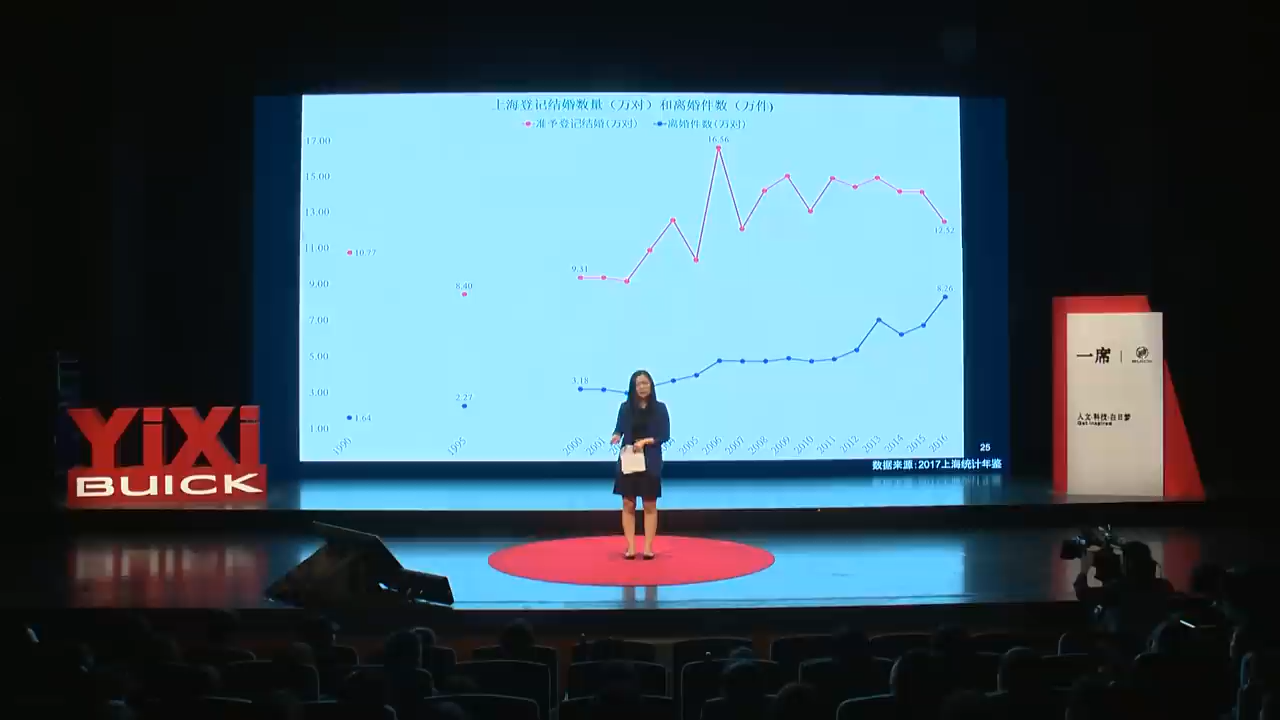 上海登记结婚数量（万对）和离婚件数（万件）
准予登记结婚(万对) 离婚件数(万对)
17.00
15.00
13.00
11.00
9.00
7.00
5.00
3.00
1.00
10.77
8.40
9.31
16.56
12.52
1.64
2.27
3.18
8.26
1990 1995 2000 2001 2005 2006 2007 2008 2009 2010 2011 2012 2013 2014 2015 2016
25
数据来源：2017上海统计年鉴
YiXi
BUICK
一席 | BUICK
人文·科技·白日梦
Get inspired